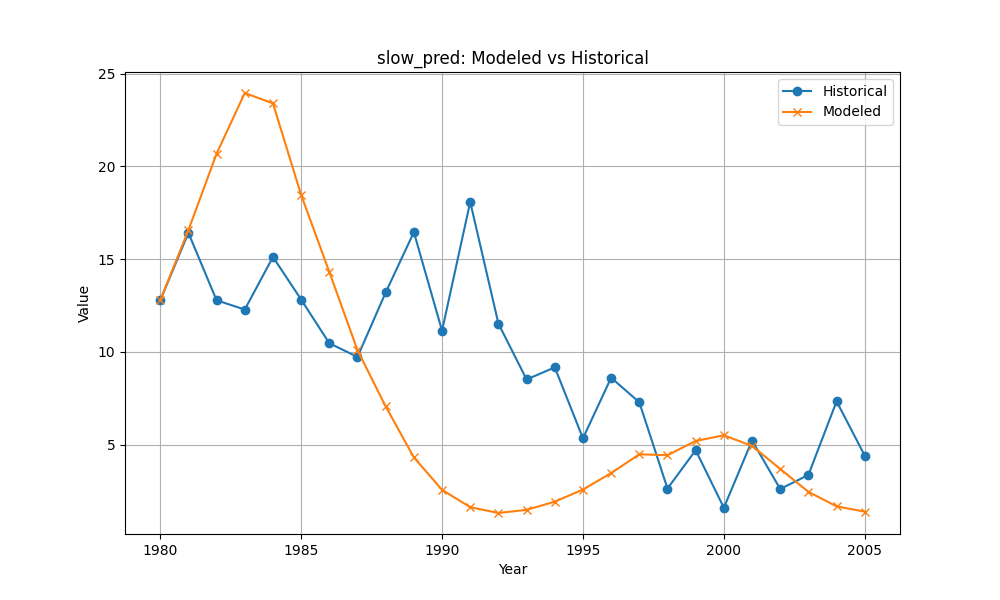 slow_pred: Modeled vs Historical
Historical
Modeled
Value
25
20
15
10
5
1980 1985 1990 1995 2000 2005
Year